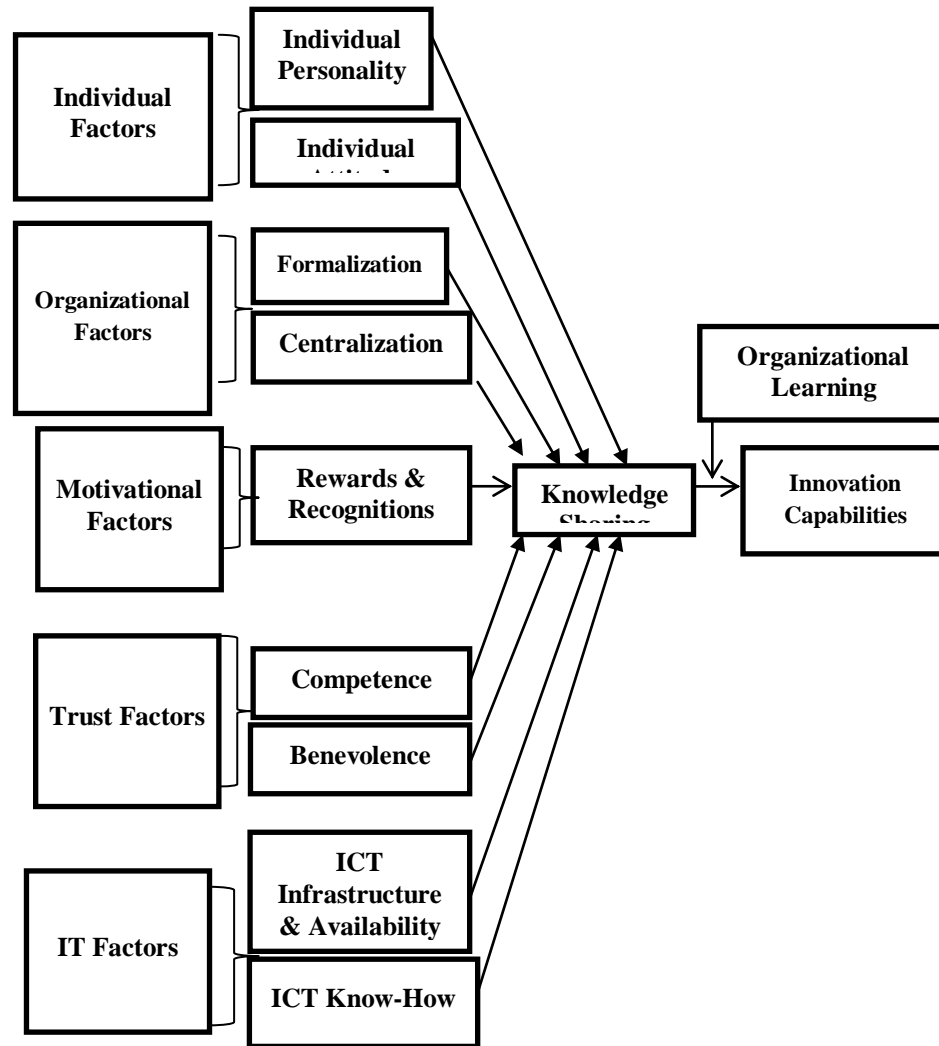 Individual
Factors
Individual
Personality
Individual
Organizational
Factors
Formalization
Centralization
Motivational
Factors
Rewards &
Recognitions
Trust Factors
Competence
Benevolence
IT Factors
ICT
Infrastructure
& Availability
ICT Know-How
Knowledge
Sharing
Organizational
Learning
Innovation
Capabilities